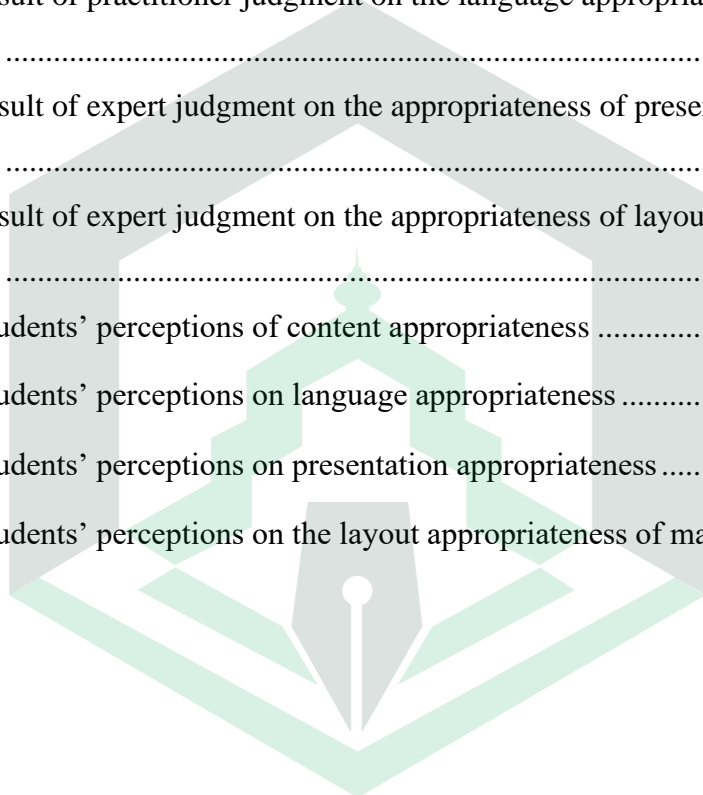 sult of practitioner judgment on the language appropria
....................................................................................
sult of expert judgment on the appropriateness of prese
....................................................................................
sult of expert judgment on the appropriateness of layou
....................................................................................
udents’ perceptions of content appropriateness .............
udents’ perceptions on language appropriateness ..........
udents’ perceptions on presentation appropriateness .....
udents’ perceptions on the layout appropriateness of ma